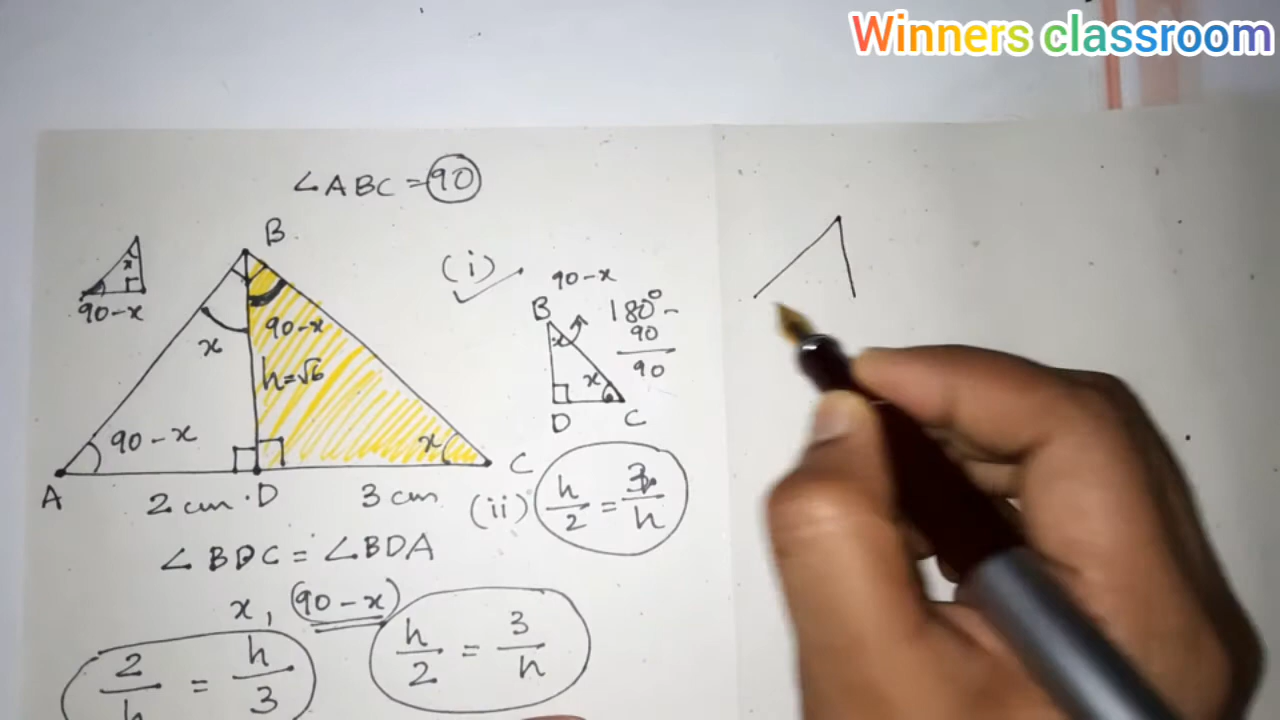 Winners classroom
∠ABC = 90
B
x
90-x
x
90-x
h=√6
90-x
x
A
2 cm
D
3 cm
C
(i)
90-x
B
180° -
90
90
x
x
D
C
(ii) h/2 = 3/h
∠BDC = ∠BDA
x, 90-x
2/h = h/3
h/2 = 3/h